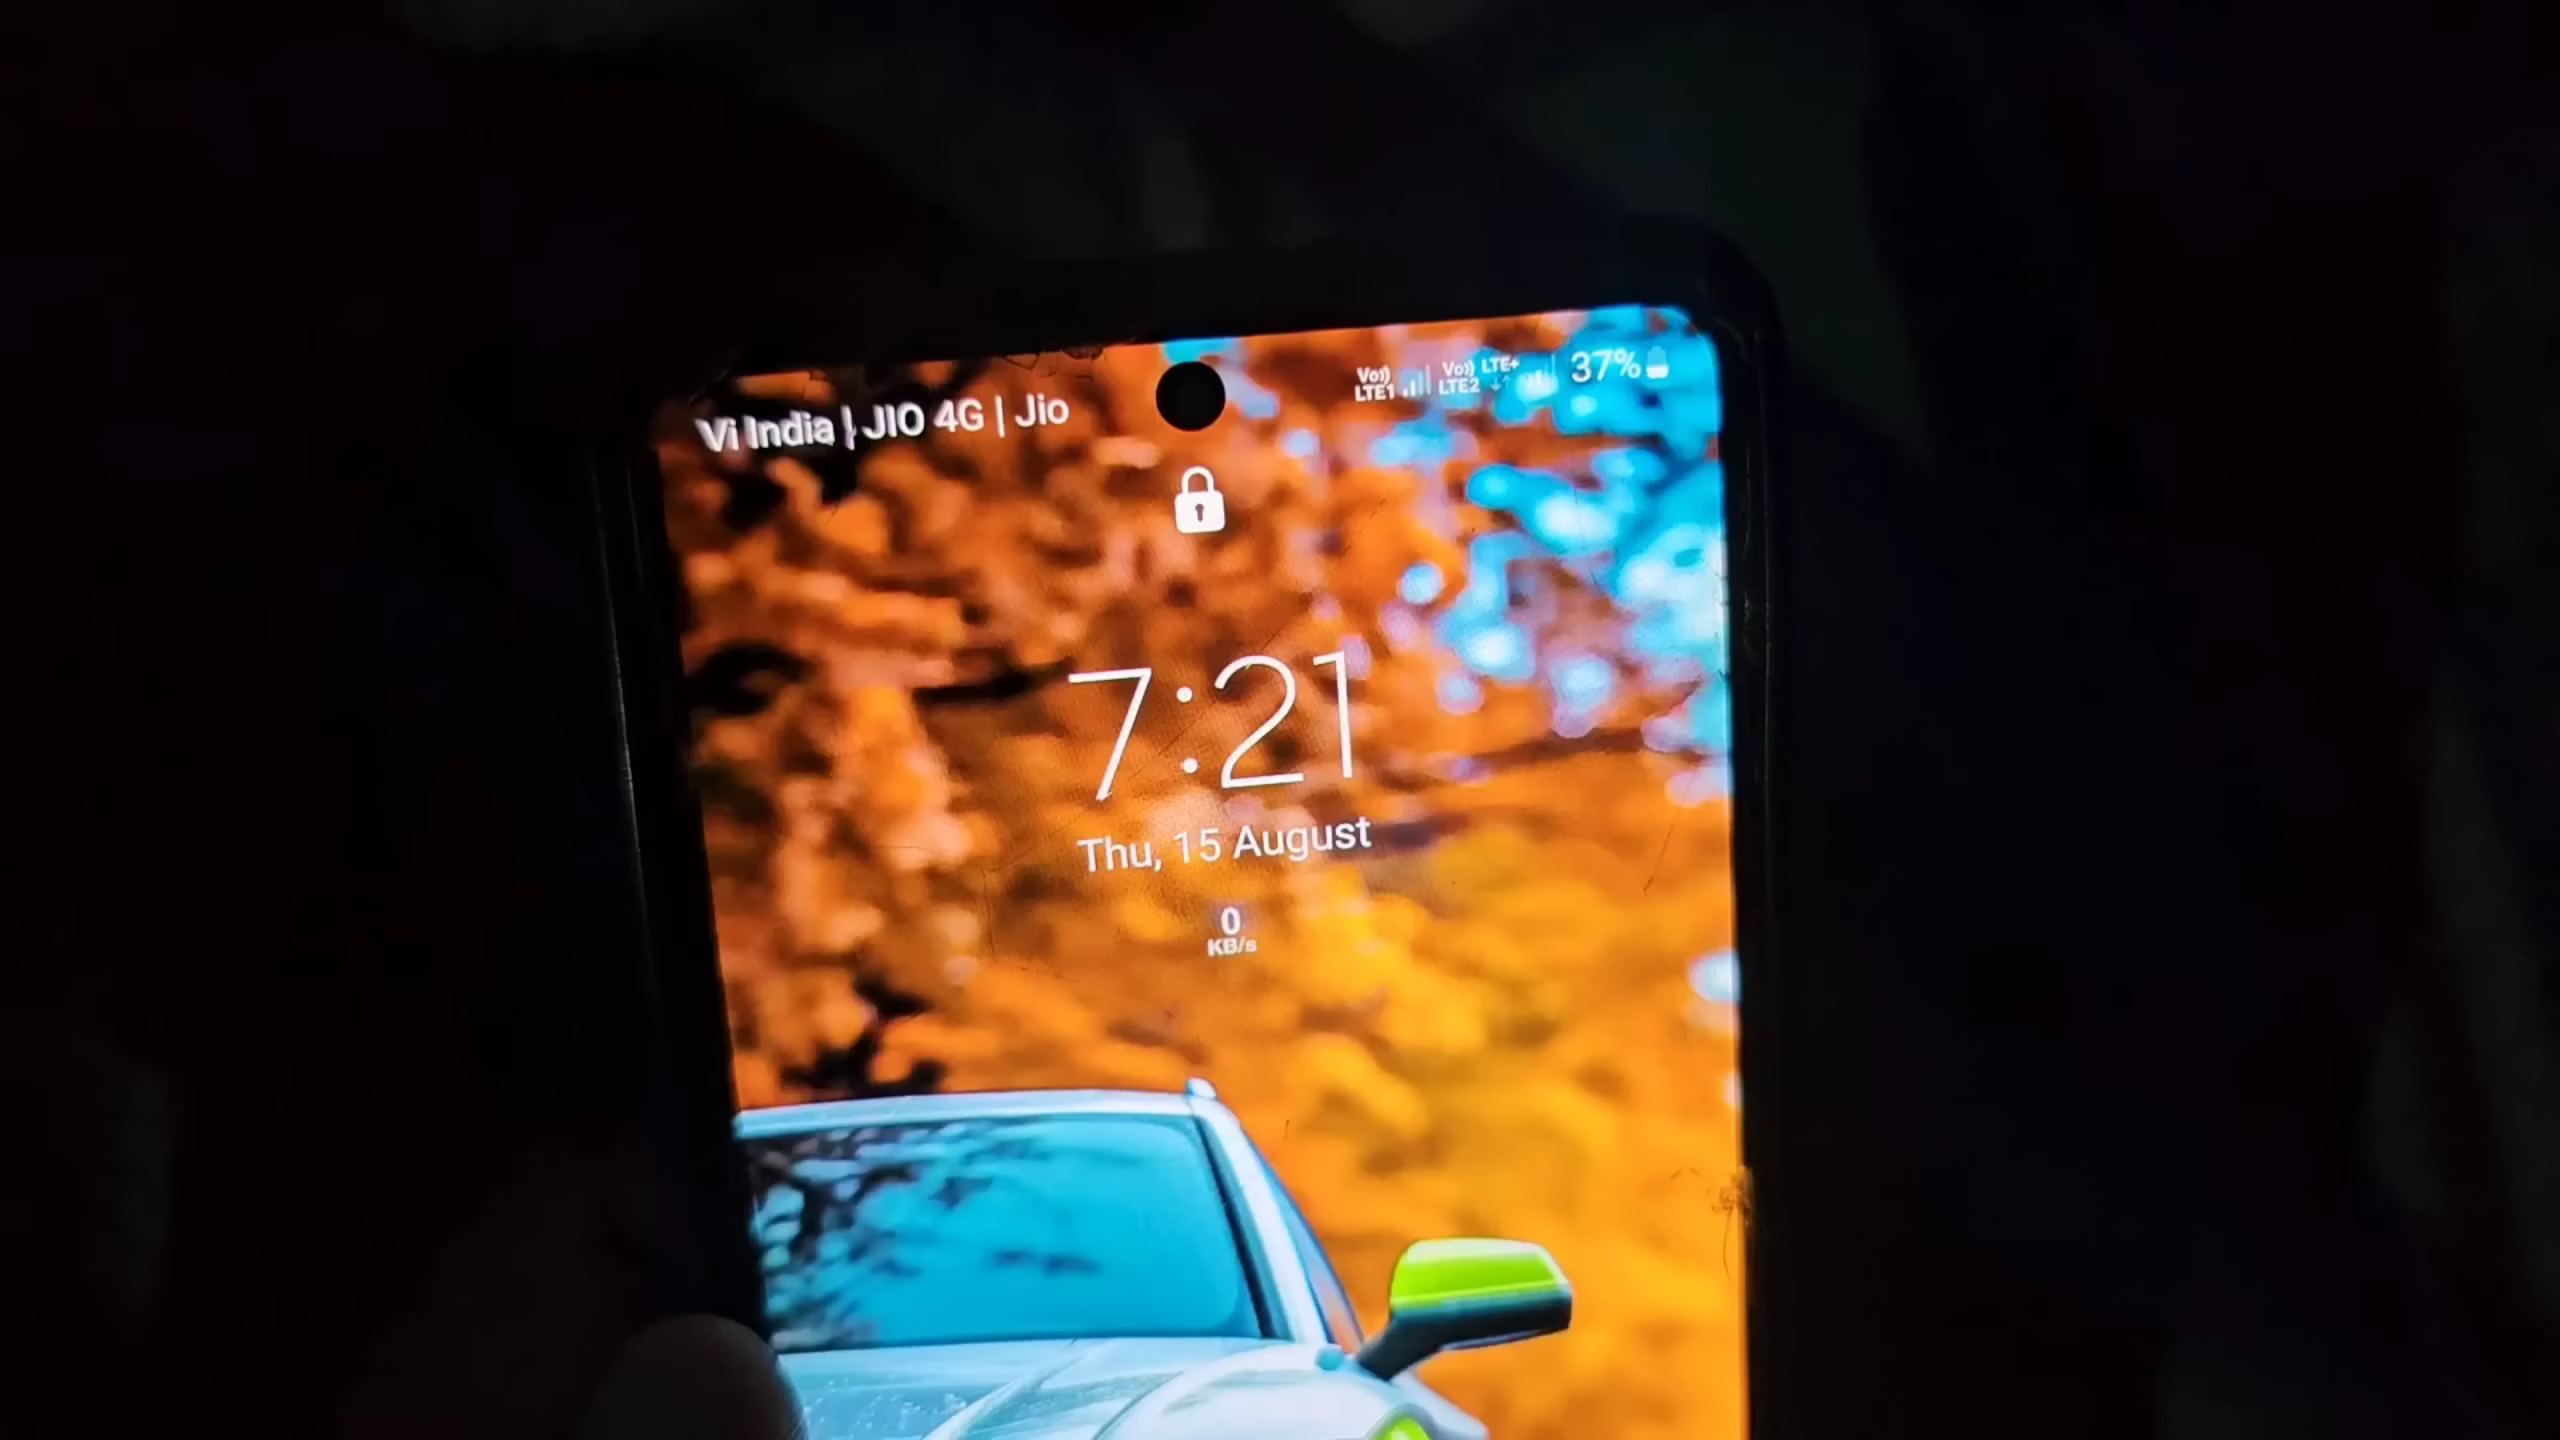 Vi India | JIO 4G | Jio
Vo)) LTE1 Vo)) LTE2 LTE+ 37%
7:21
Thu, 15 August
0
KB/s